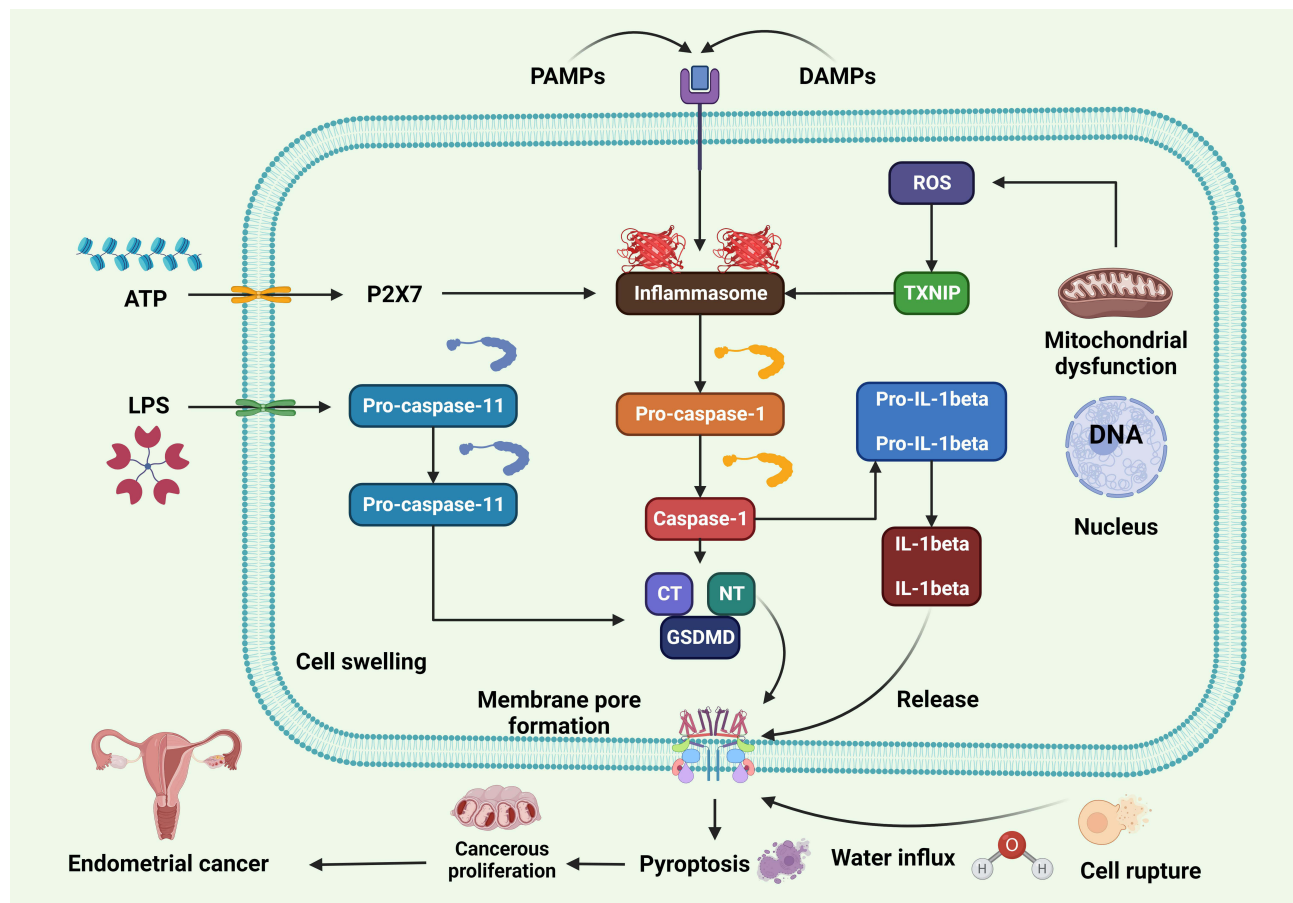 PAMPs
DAMPs
ROS
ATP
P2X7
Inflammasome
TXNIP
Mitochondrial
dysfunction
LPS
Pro-caspase-11
Pro-caspase-1
Pro-IL-1beta
Pro-IL-1beta
DNA
Pro-caspase-11
Caspase-1
Nucleus
IL-1beta
IL-1beta
CT
NT
GSDMD
Cell swelling
Membrane pore
formation
Release
Endometrial cancer
Cancerous
proliferation
Pyroptosis
Water influx
O
H
H
Cell rupture